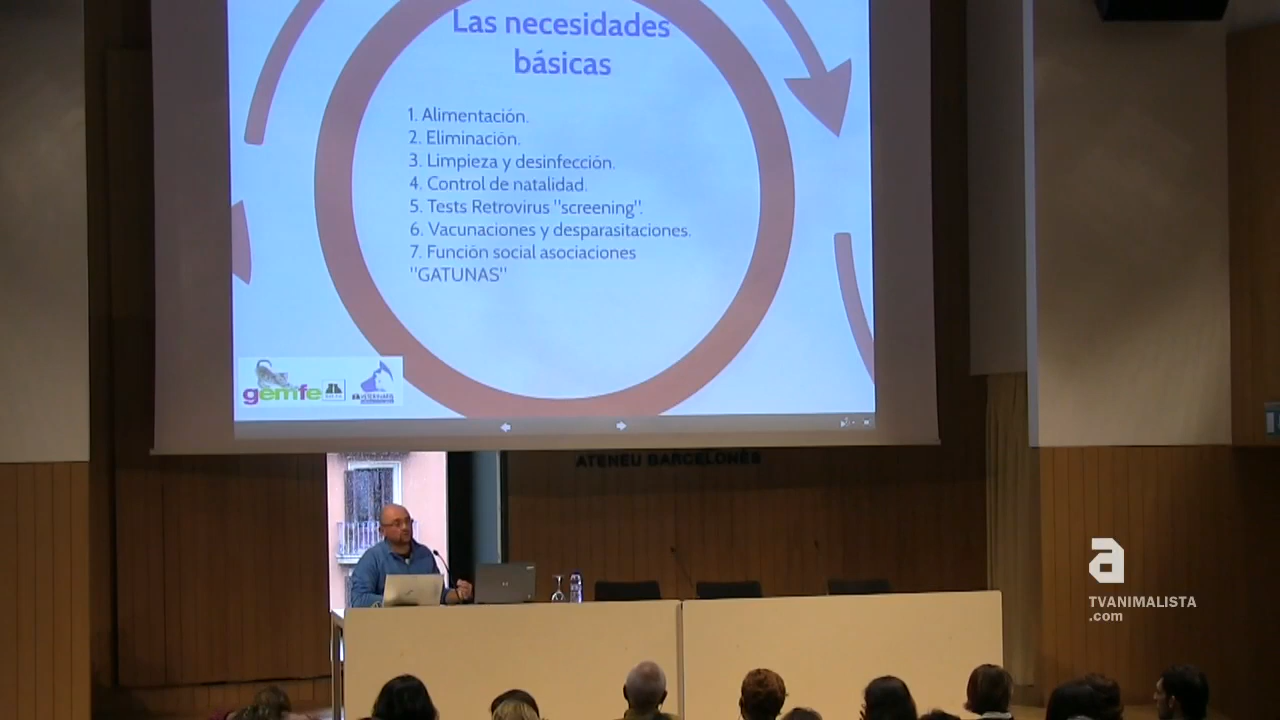 Las necesidades
básicas
1. Alimentación.
2. Eliminación.
3. Limpieza y desinfección.
4. Control de natalidad.
5. Tests Retrovirus "screening".
6. Vacunaciones y desparasitaciones.
7. Función social asociaciones
"GATUNAS"
gemfe
ATENEU BARCELONÈS
a
TVANIMALISTA
.com